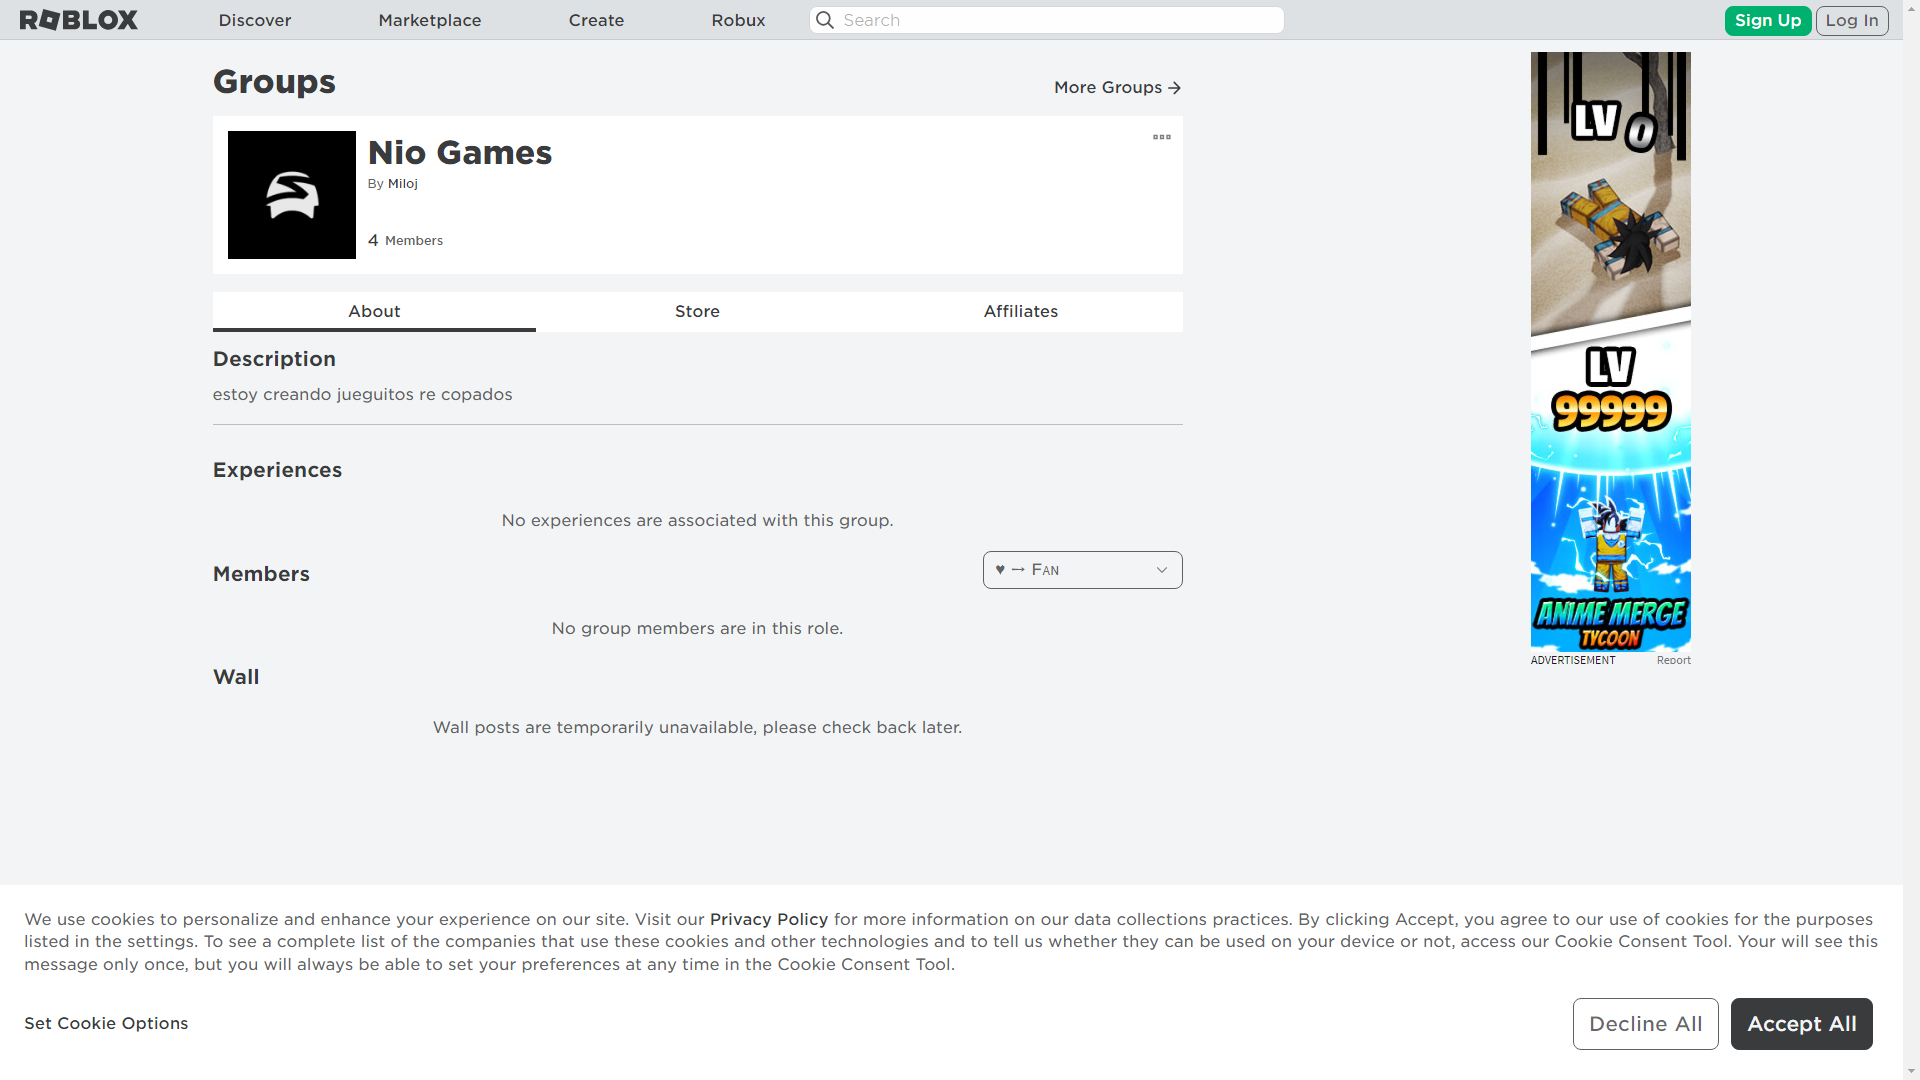 ROBLOX
Discover
Marketplace
Create
Robux
Search
Sign Up
Log In
Groups
More Groups
Nio Games
By Miloj
4 Members
About
Store
Affiliates
Description
estoy creando jueguitos re copados
Experiences
No experiences are associated with this group.
Members
♥ → Fan
No group members are in this role.
Wall
Wall posts are temporarily unavailable, please check back later.
LV 0
LV
99999
ANIME MERGE
TYCOON
ADVERTISEMENT
Report
We use cookies to personalize and enhance your experience on our site. Visit our Privacy Policy for more information on our data collections practices. By clicking Accept, you agree to our use of cookies for the purposes
listed in the settings. To see a complete list of the companies that use these cookies and other technologies and to tell us whether they can be used on your device or not, access our Cookie Consent Tool. Your will see this
message only once, but you will always be able to set your preferences at any time in the Cookie Consent Tool.
Set Cookie Options
Decline All
Accept All